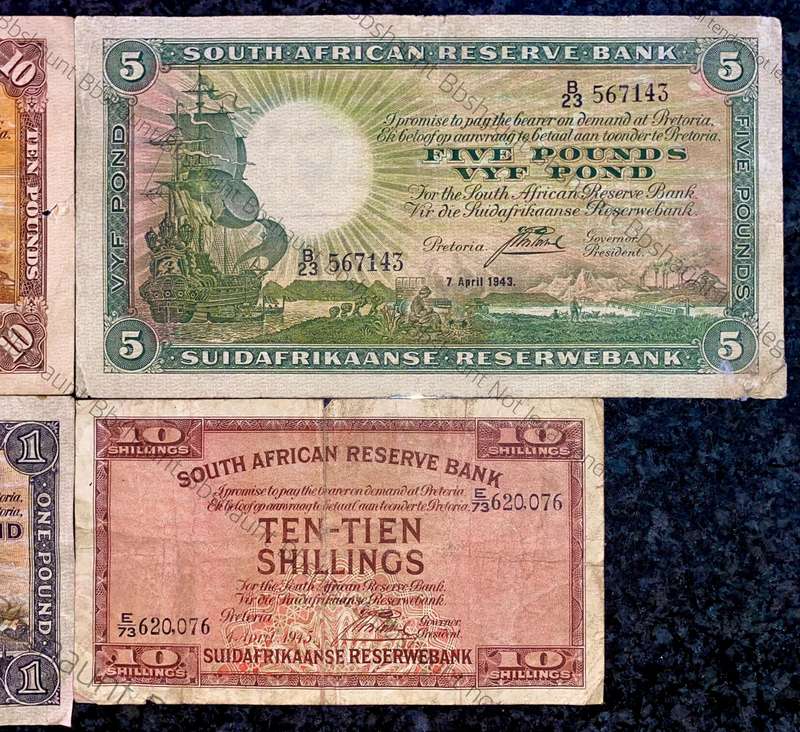 10
TEN POUNDS
10
5 SOUTH AFRICAN RESERVE BANK 5
B/23 567143
I promise to pay the bearer on demand at Pretoria.
Ek beloof op aanvraag te betaal aan toonder te Pretoria.
FIVE POUNDS
VYF POND
For the South African Reserve Bank.
Vir die Suidafrikaanse Reserwebank.
Pretoria.
Governor.
President.
B/23 567143
7 April 1943.
VYF POND
FIVE POUNDS
5 SUIDAFRIKAANSE RESERWEBANK 5
1
ONE POUND
1
10 SHILLINGS
10 SHILLINGS
SOUTH AFRICAN RESERVE BANK
I promise to pay the bearer on demand at Pretoria.
Ek beloof op aanvraag te betaal aan toonder te Pretoria.
E/73 620,076
TEN-TIEN
SHILLINGS
For the South African Reserve Bank.
Vir die Suidafrikaanse Reserwebank.
E/73 620,076
Pretoria
Governor.
President.
10 SHILLINGS
SUIDAFRIKAANSE RESERWEBANK
10 SHILLINGS
Bbshaunt